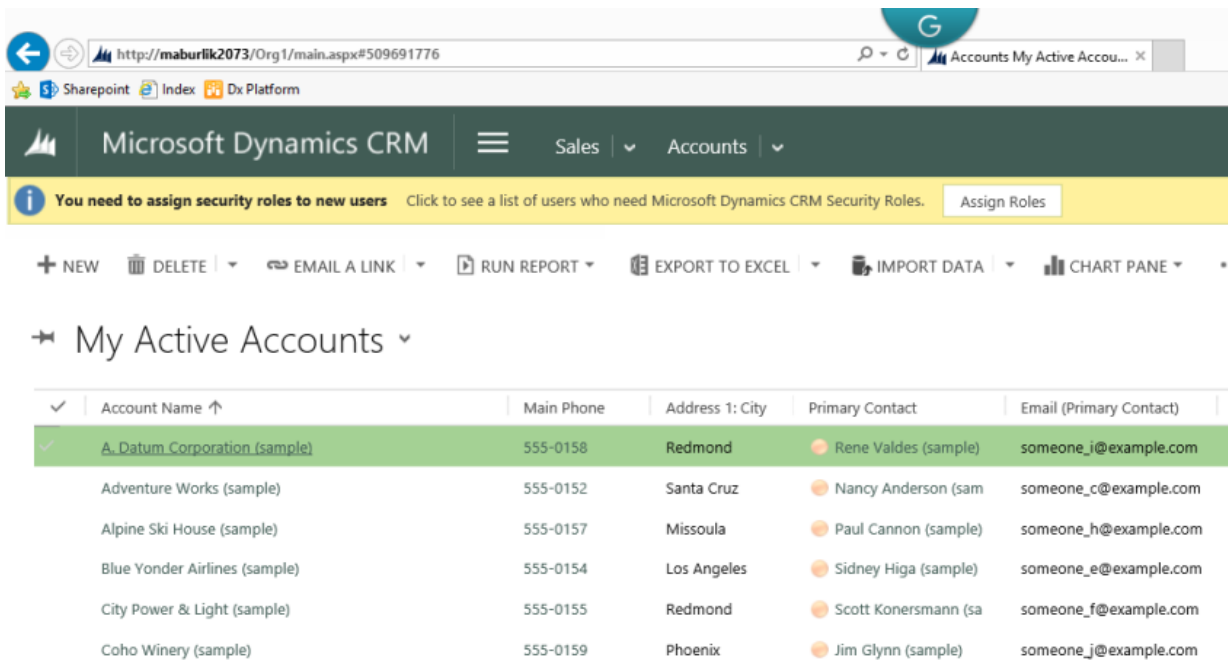 G
http://maburlik2073/Org1/main.aspx#509691776 Accounts My Active Accou...
Sharepoint Index Dx Platform
Microsoft Dynamics CRM Sales Accounts
You need to assign security roles to new users Click to see a list of users who need Microsoft Dynamics CRM Security Roles. Assign Roles
NEW DELETE EMAIL A LINK RUN REPORT EXPORT TO EXCEL IMPORT DATA CHART PANE
My Active Accounts
Account Name Main Phone Address 1: City Primary Contact Email (Primary Contact)
A. Datum Corporation (sample) 555-0158 Redmond Rene Valdes (sample) someone_i@example.com
Adventure Works (sample) 555-0152 Santa Cruz Nancy Anderson (sam someone_c@example.com
Alpine Ski House (sample) 555-0157 Missoula Paul Cannon (sample) someone_h@example.com
Blue Yonder Airlines (sample) 555-0154 Los Angeles Sidney Higa (sample) someone_e@example.com
City Power & Light (sample) 555-0155 Redmond Scott Konersmann (sa someone_f@example.com
Coho Winery (sample) 555-0159 Phoenix Jim Glynn (sample) someone_j@example.com